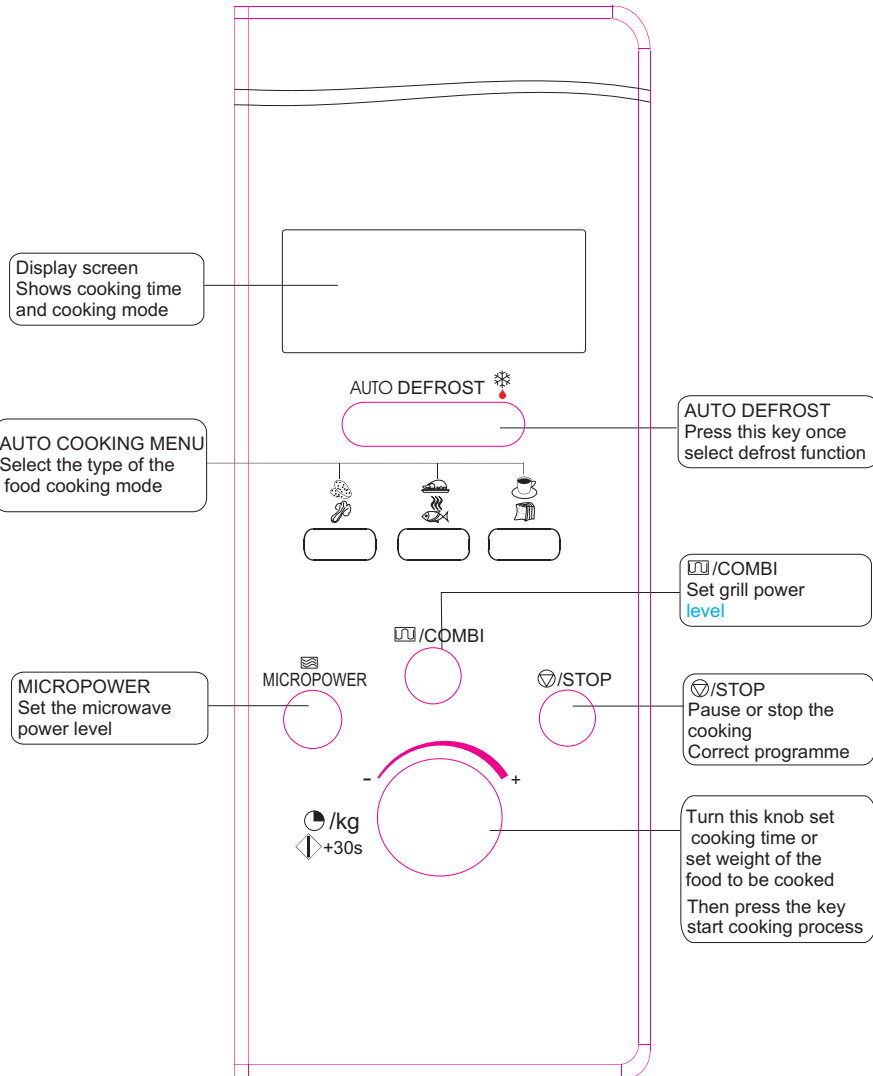 Display screen
Shows cooking time
and cooking mode
AUTO DEFROST
AUTO DEFROST
Press this key once
select defrost function
AUTO COOKING MENU
Select the type of the
food cooking mode
/COMBI
Set grill power
level
/COMBI
MICROPOWER
/STOP
MICROPOWER
Set the microwave
power level
/STOP
Pause or stop the
cooking
Correct programme
- +
/kg
+30s
Turn this knob set
cooking time or
set weight of the
food to be cooked
Then press the key
start cooking process